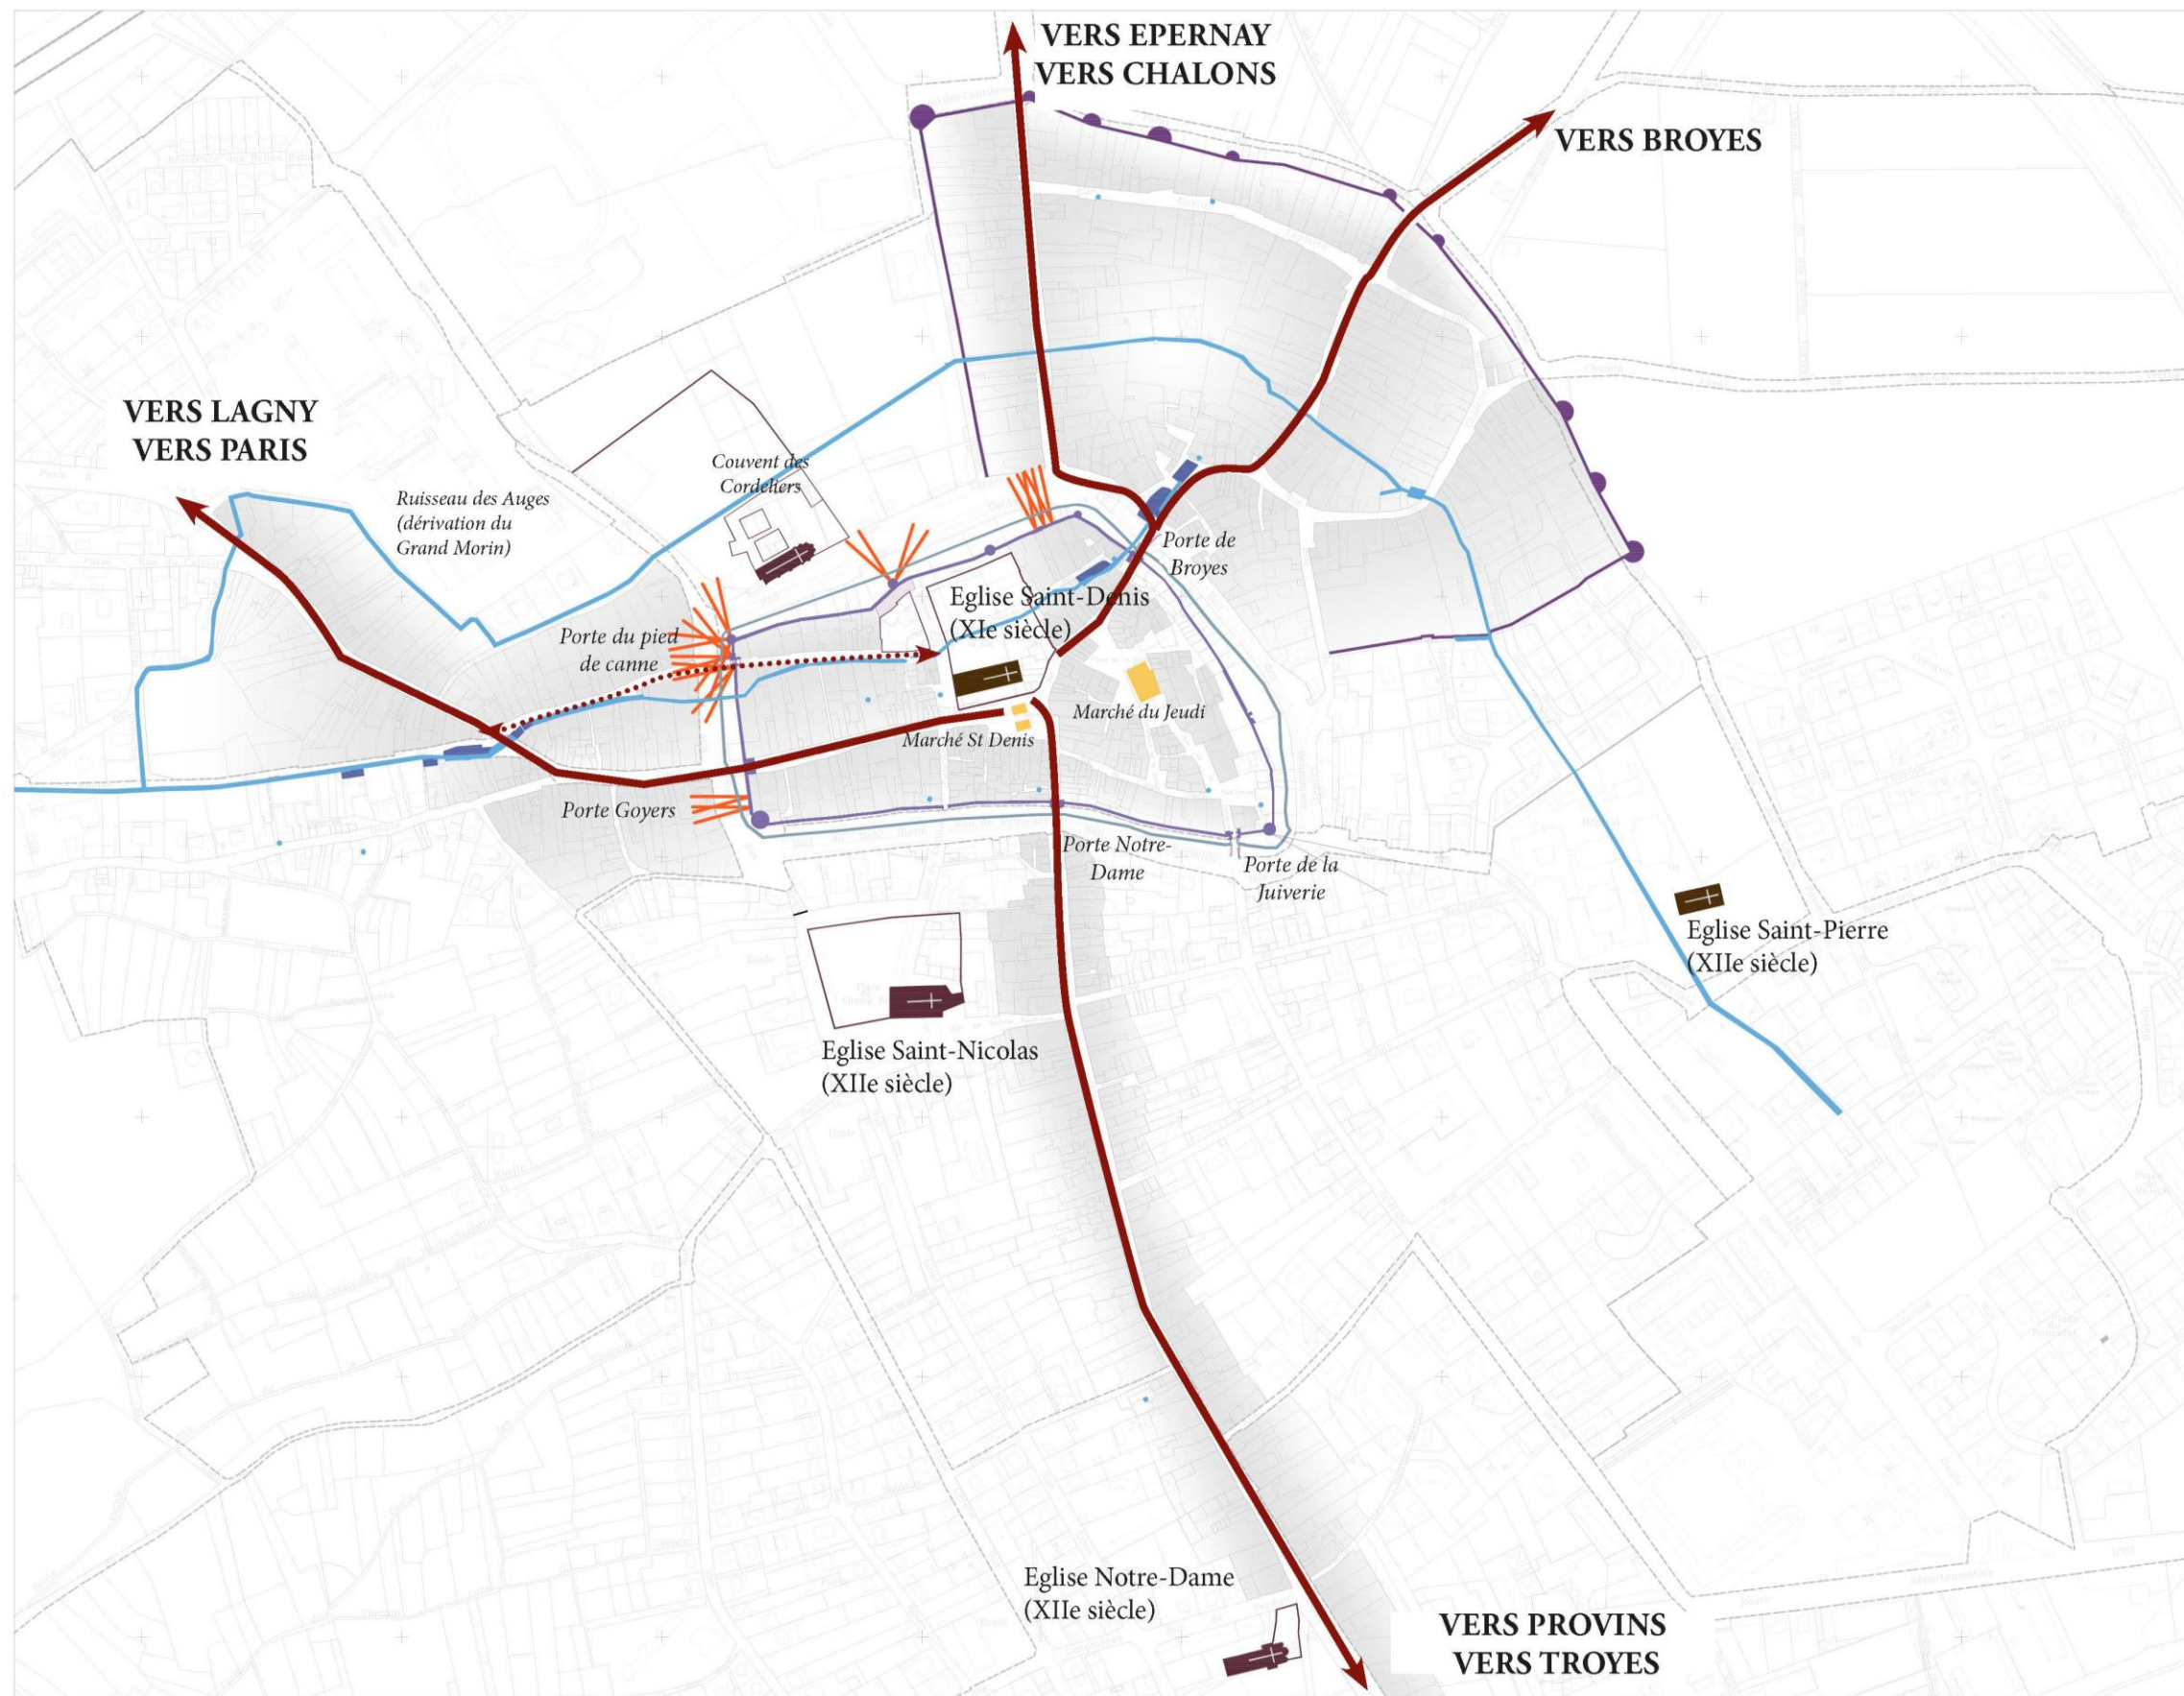 VERS EPERNAY
VERS CHALONS
VERS BROYES
VERS LAGNY
VERS PARIS
Couvent des
Cordeliers
Ruisseau des Auges
(dérivation du
Grand Morin)
Porte de
Broyes
Eglise Saint-Denis
(XIe siècle)
Porte du pied
de canne
Marché du Jeudi
Marché St Denis
Porte Goyers
Porte Notre-
Dame
Porte de la
Juiverie
Eglise Saint-Pierre
(XIIe siècle)
Eglise Saint-Nicolas
(XIIe siècle)
Eglise Notre-Dame
(XIIe siècle)
VERS PROVINS
VERS TROYES